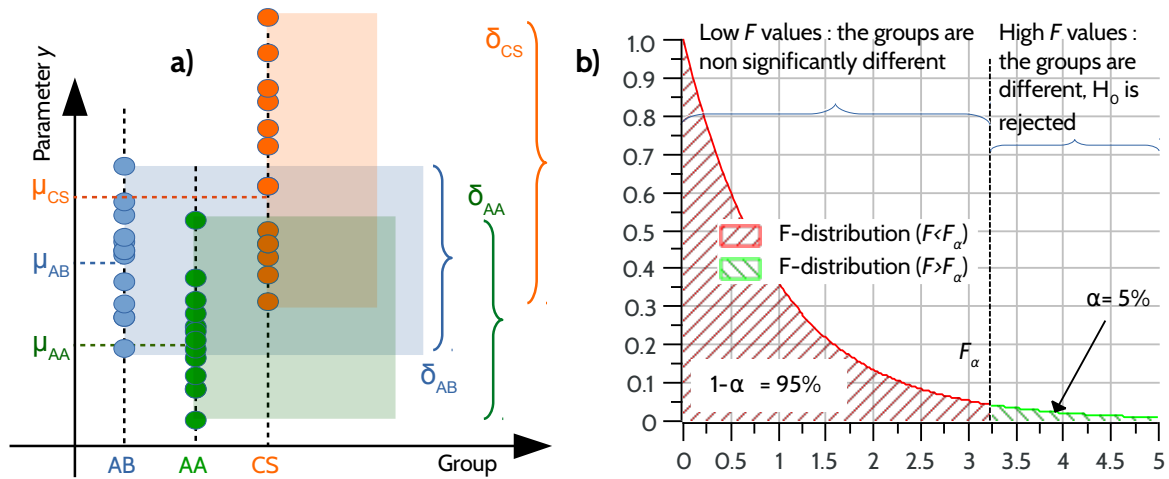 a)
Parameter y
δCS
μCS
δAA
μAB
μAA
δAB
AB
AA
CS
Group
b)
Low F values : the groups are
non significantly different
High F values :
the groups are
different, H0 is
rejected
1.0
0.9
0.8
0.7
0.6
0.5
0.4
0.3
0.2
0.1
0
F-distribution (F<Fα)
F-distribution (F>Fα)
α= 5%
Fα
1-α = 95%
0 0.5 1 1.5 2 2.5 3 3.5 4 4.5 5